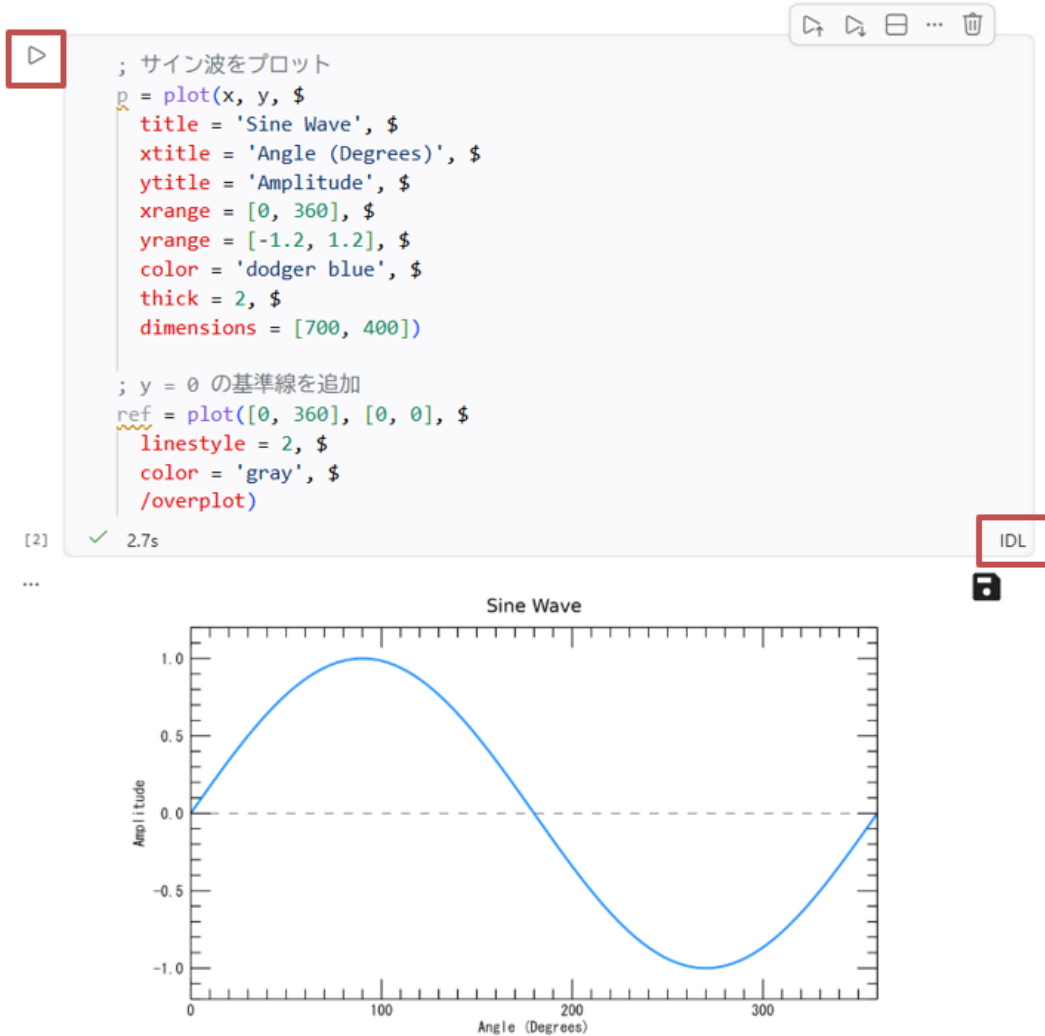 ; サイン波をプロット
p = plot(x, y, $
title = 'Sine Wave', $
xtitle = 'Angle (Degrees)', $
ytitle = 'Amplitude', $
xrange = [0, 360], $
yrange = [-1.2, 1.2], $
color = 'dodger blue', $
thick = 2, $
dimensions = [700, 400])
; y = 0 の基準線を追加
ref = plot([0, 360], [0, 0], $
linestyle = 2, $
color = 'gray', $
/overplot)
[2] 2.7s IDL
...
Sine Wave
1.0
0.5
0.0
-0.5
-1.0
Amplitude
0 100 200 300
Angle (Degrees)